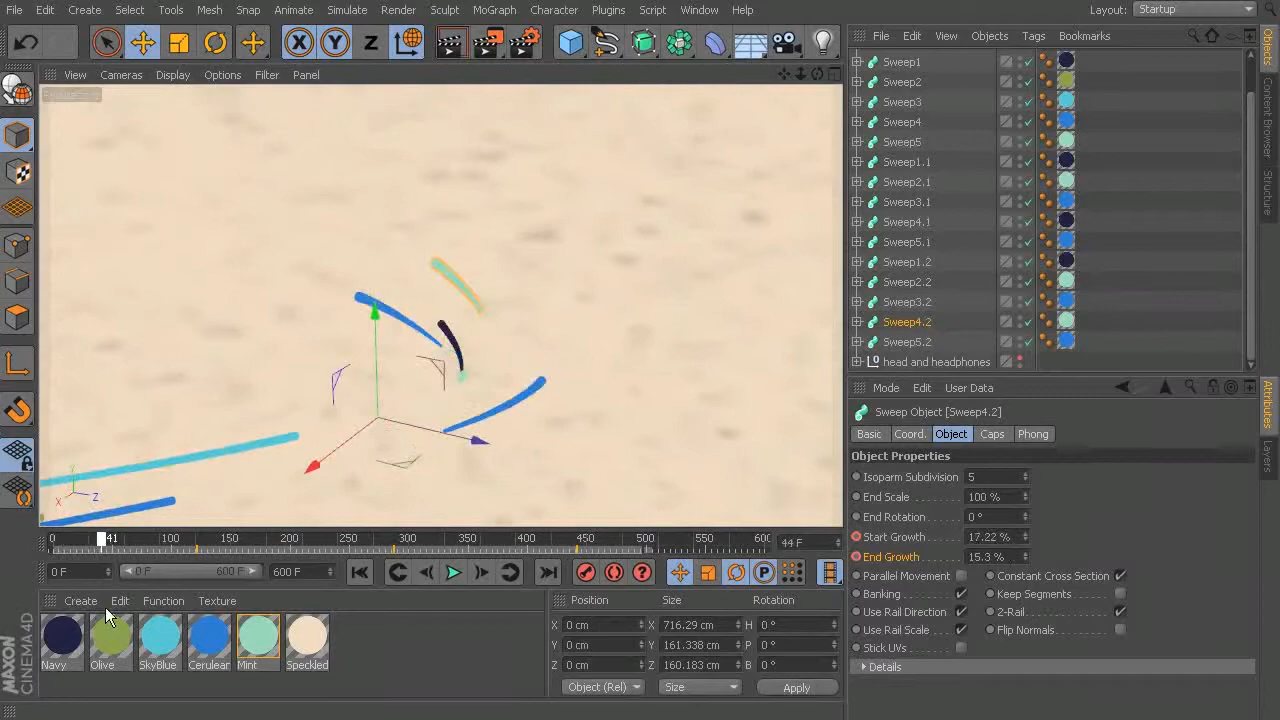 File Edit Create Select Tools Mesh Snap Animate Simulate Render Sculpt MoGraph Character Plugins Script Window Help Layout: Startup
X Y Z
View Cameras Display Options Filter Panel
File Edit View Objects Tags Bookmarks
Sweep1
Sweep2
Sweep3
Sweep4
Sweep5
Sweep1.1
Sweep2.1
Sweep3.1
Sweep4.1
Sweep5.1
Sweep1.2
Sweep2.2
Sweep3.2
Sweep4.2
Sweep5.2
head and headphones
Objects
Content Browser
Structure
Attributes
Layers
Mode Edit User Data
Sweep Object [Sweep4.2]
Basic Coord. Object Caps Phong
Object Properties
Isoparm Subdivision 5
End Scale 100 %
End Rotation 0 °
Start Growth 17.22 %
End Growth 15.3 %
Parallel Movement Constant Cross Section
Banking Keep Segments
Use Rail Direction 2-Rail
Use Rail Scale Flip Normals
Stick UVs
Details
Y X Z
0 41 100 150 200 250 300 350 400 450 500 550 600 44 F
0 F 0 F 600 F 600 F
P
Create Edit Function Texture
Navy Olive SkyBlue Cerulear Mint Speckled
Position Size Rotation
X 0 cm X 716.29 cm H 0 °
Y 0 cm Y 161.338 cm P 0 °
Z 0 cm Z 160.183 cm B 0 °
Object (Rel) Size Apply
MAXON
CINEMA 4D